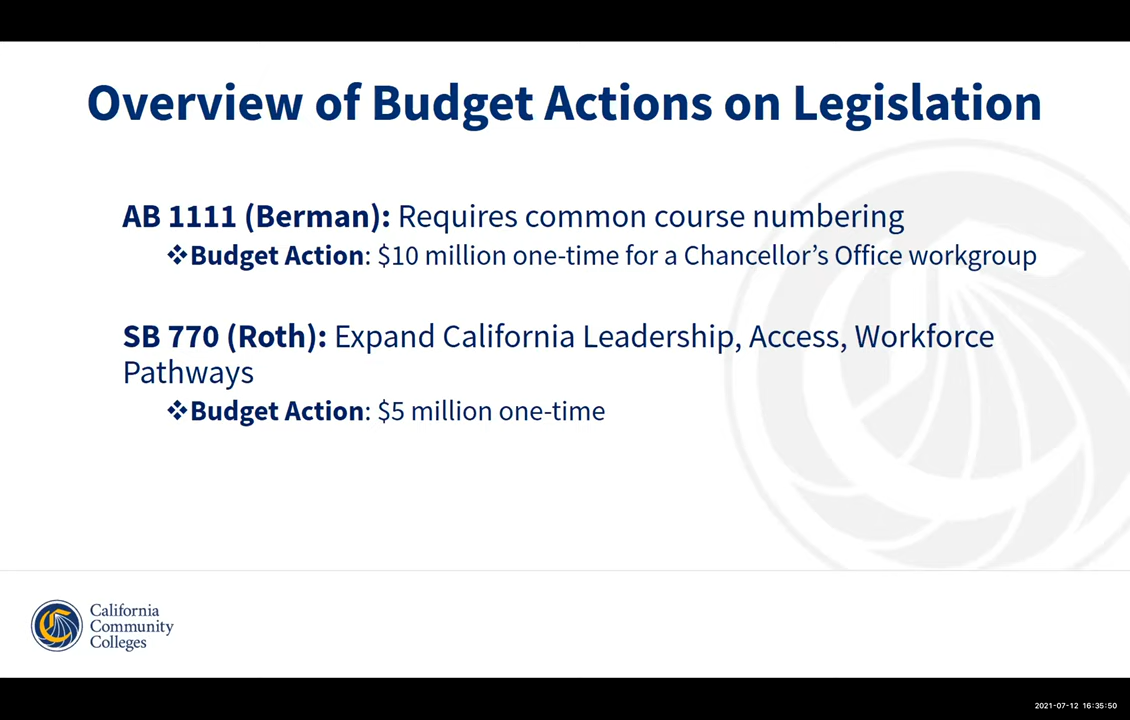 Overview of Budget Actions on Legislation
AB 1111 (Berman): Requires common course numbering
❖Budget Action: $10 million one-time for a Chancellor’s Office workgroup
SB 770 (Roth): Expand California Leadership, Access, Workforce
Pathways
❖Budget Action: $5 million one-time
California
Community
Colleges
2021-07-12 16:35:50